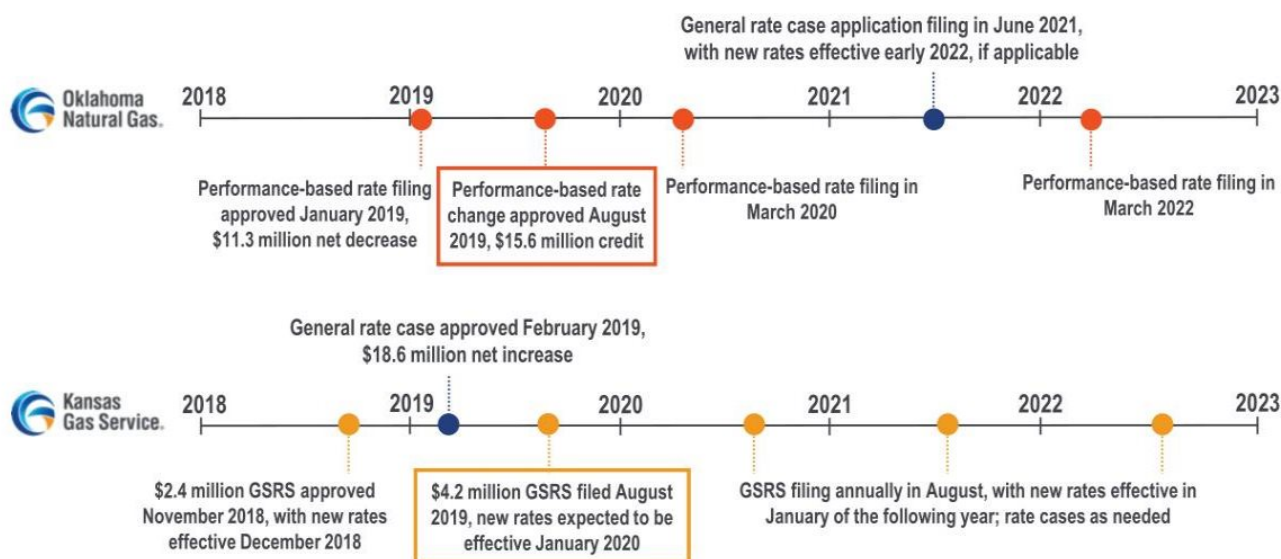 General rate case application filing in June 2021,
with new rates effective early 2022, if applicable
Oklahoma
Natural Gas.
2018 2019 2020 2021 2022 2023
Performance-based rate filing
approved January 2019,
$11.3 million net decrease
Performance-based rate
change approved August
2019, $15.6 million credit
Performance-based rate filing in
March 2020
Performance-based rate filing in
March 2022
General rate case approved February 2019,
$18.6 million net increase
Kansas
Gas Service.
2018 2019 2020 2021 2022 2023
$2.4 million GSRS approved
November 2018, with new rates
effective December 2018
$4.2 million GSRS filed August
2019, new rates expected to be
effective January 2020
GSRS filing annually in August, with new rates effective in
January of the following year; rate cases as needed